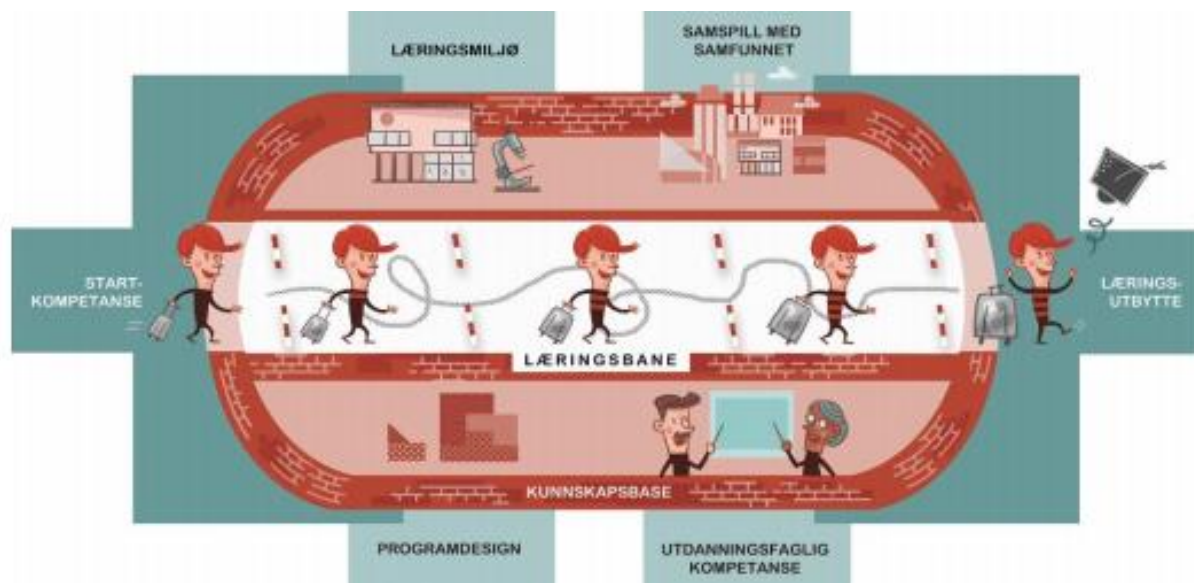 LÆRINGSMILJØ
SAMSPILL MED
SAMFUNNET
START-
KOMPETANSE
LÆRINGS-
UTBYTTE
LÆRINGSBANE
KUNNSKAPSBASE
PROGRAMDESIGN
UTDANNINGSFAGLIG
KOMPETANSE